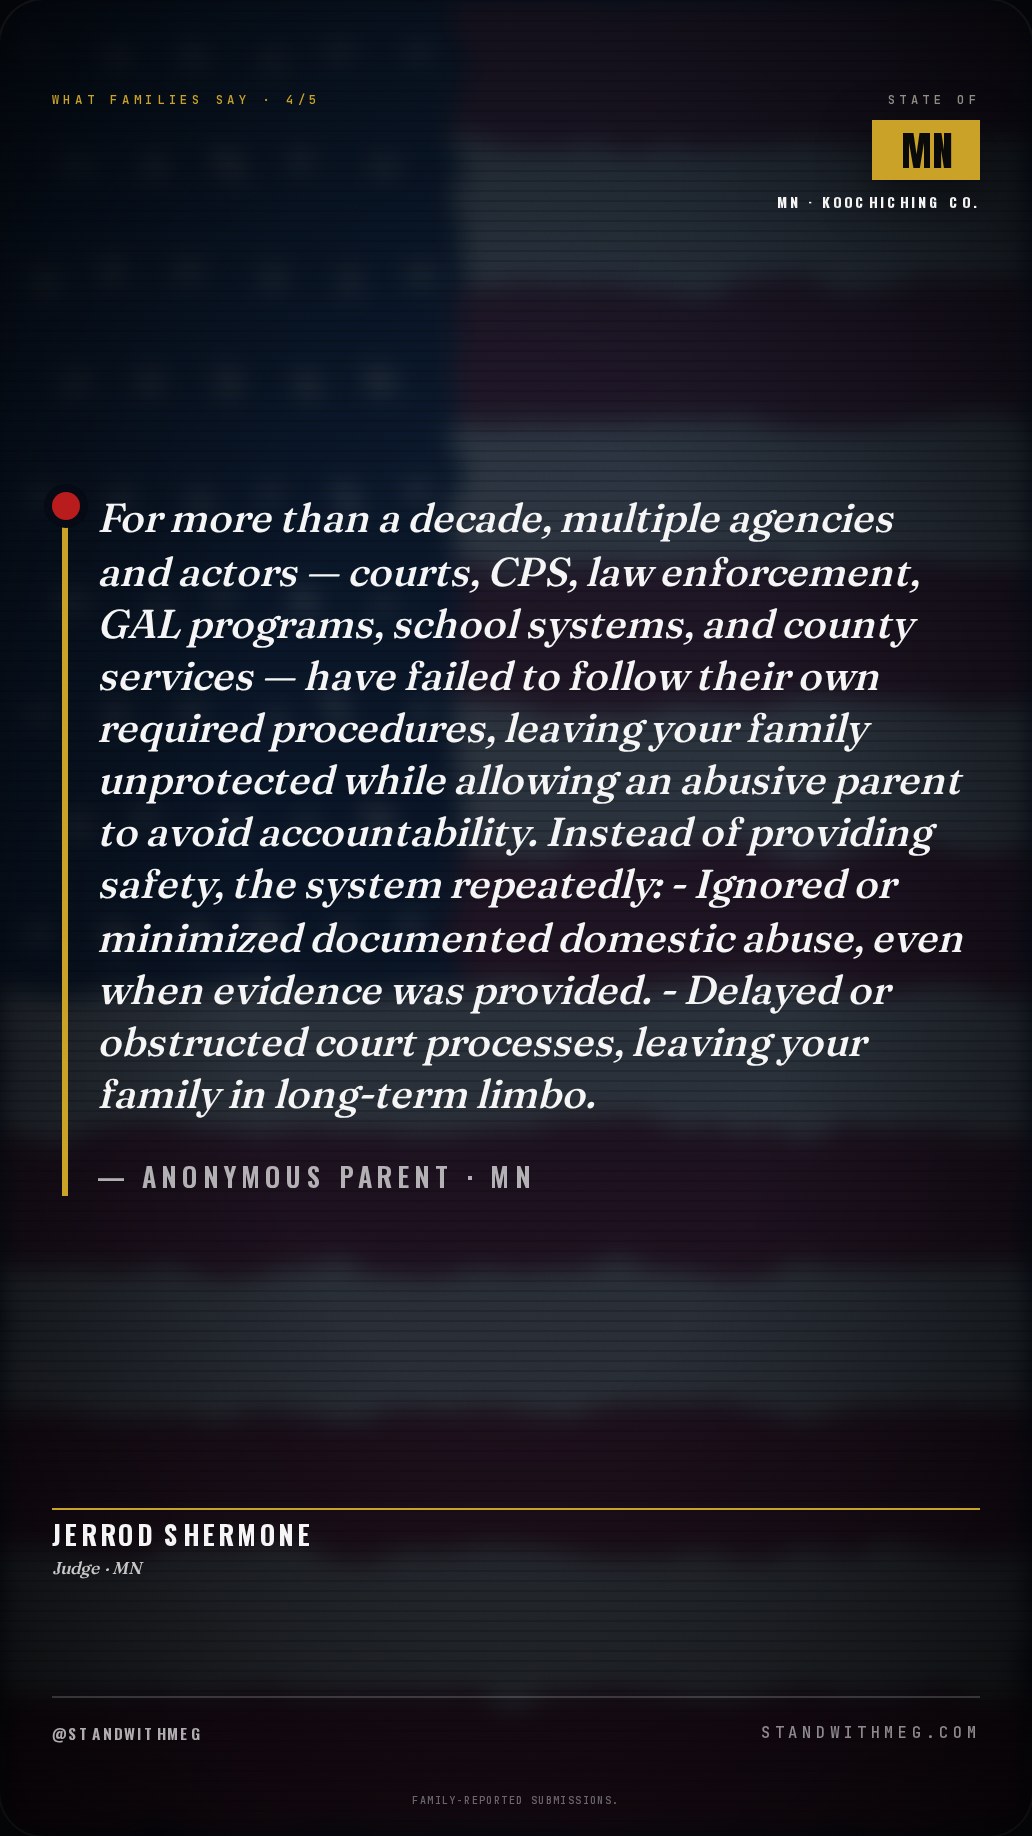 WHAT FAMILIES SAY · 4/5
STATE OF
MN
MN · KOOCHICHING CO.
For more than a decade, multiple agencies
and actors — courts, CPS, law enforcement,
GAL programs, school systems, and county
services — have failed to follow their own
required procedures, leaving your family
unprotected while allowing an abusive parent
to avoid accountability. Instead of providing
safety, the system repeatedly: - Ignored or
minimized documented domestic abuse, even
when evidence was provided. - Delayed or
obstructed court processes, leaving your
family in long-term limbo.
— ANONYMOUS PARENT · MN
JERROD SHERMONE
Judge · MN
@STANDWITHMEG
STANDWITHMEG.COM
FAMILY-REPORTED SUBMISSIONS.